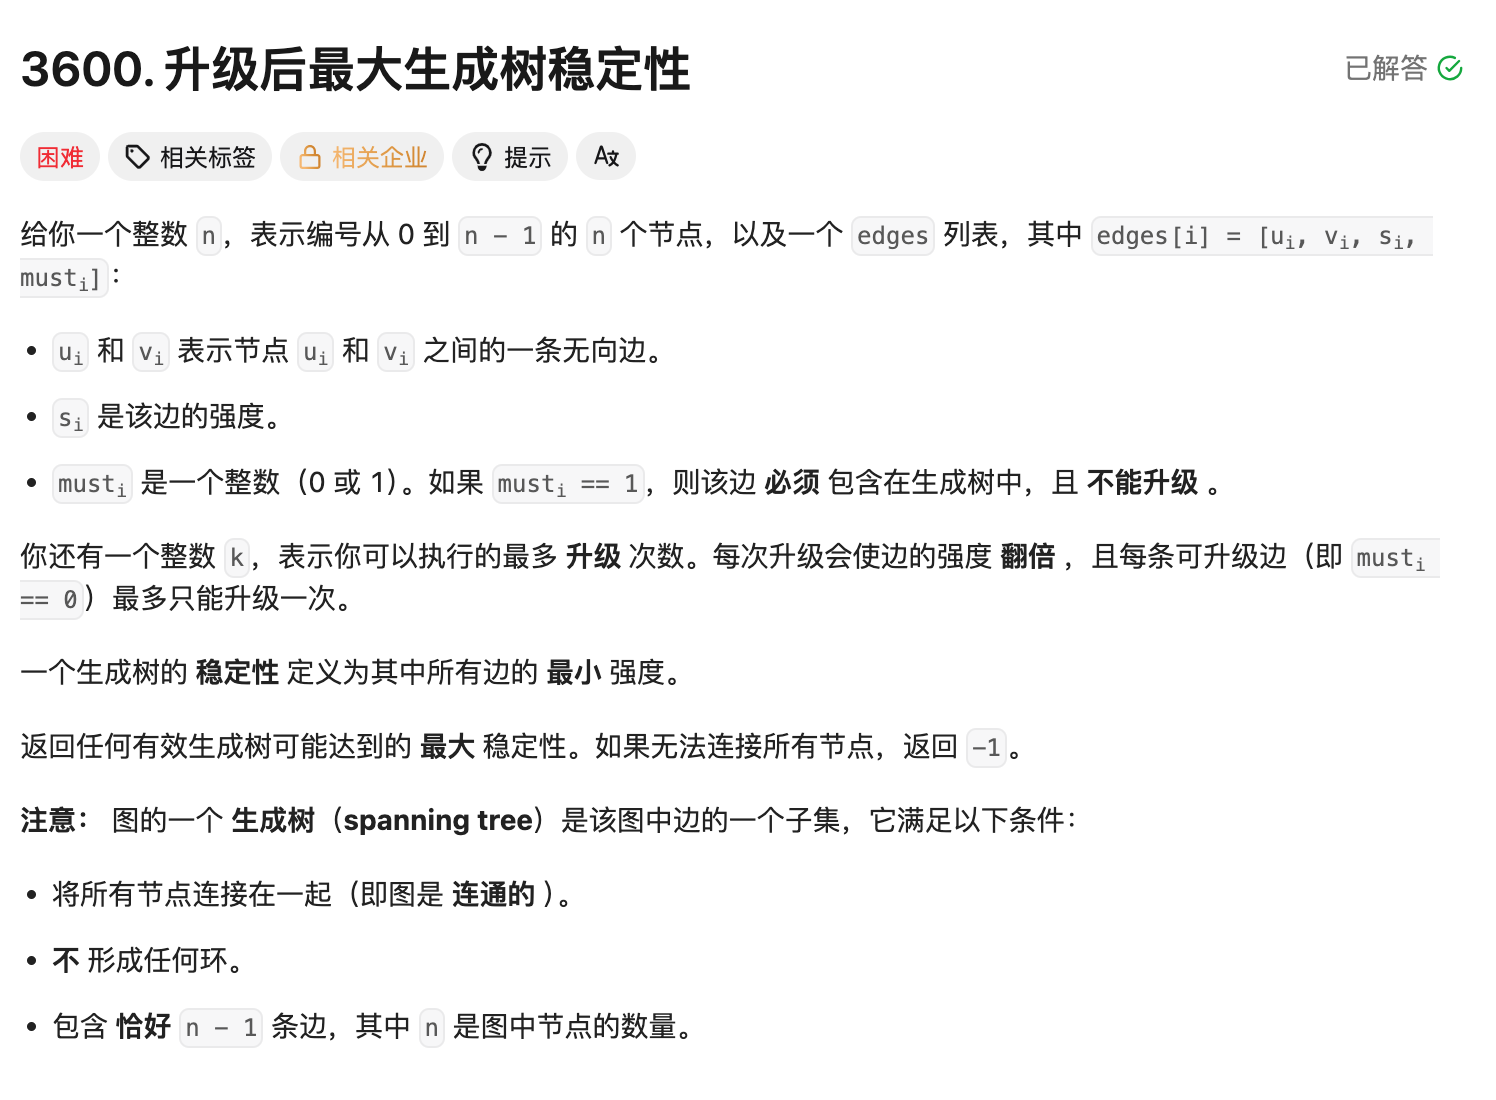 3600. 升级后最大生成树稳定性
已解答
困难 相关标签 相关企业 提示 A文
给你一个整数 n，表示编号从 0 到 n - 1 的 n 个节点，以及一个 edges 列表，其中 edges[i] = [ui, vi, si,
musti]：
• ui 和 vi 表示节点 ui 和 vi 之间的一条无向边。
• si 是该边的强度。
• musti 是一个整数（0 或 1）。如果 musti == 1，则该边 必须 包含在生成树中，且 不能升级 。
你还有一个整数 k，表示你可以执行的最多 升级 次数。每次升级会使边的强度 翻倍 ，且每条可升级边（即 musti
== 0）最多只能升级一次。
一个生成树的 稳定性 定义为其中所有边的 最小 强度。
返回任何有效生成树可能达到的 最大 稳定性。如果无法连接所有节点，返回 -1。
注意： 图的一个 生成树（spanning tree）是该图中边的一个子集，它满足以下条件：
• 将所有节点连接在一起（即图是 连通的 ）。
• 不 形成任何环。
• 包含 恰好 n - 1 条边，其中 n 是图中节点的数量。